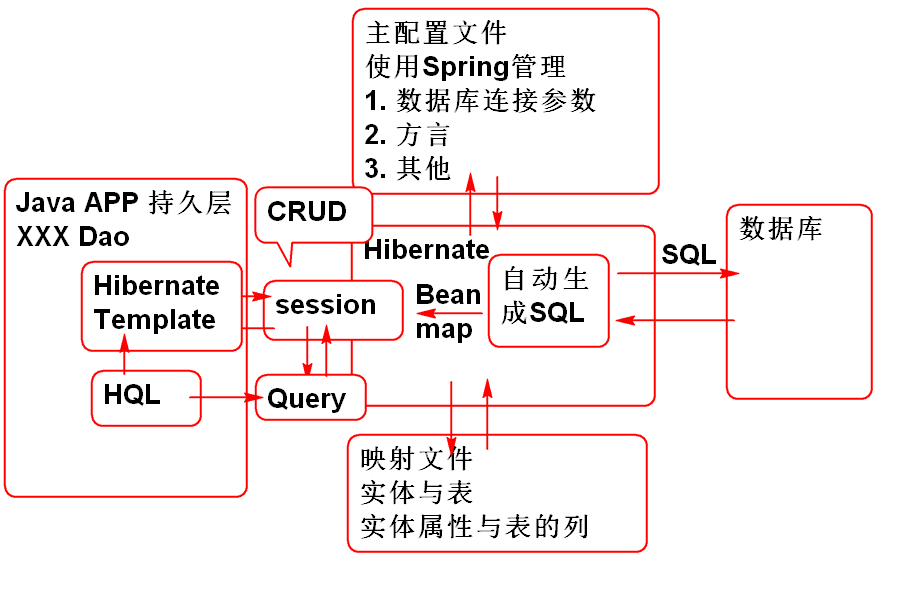 主配置文件
使用Spring管理
1. 数据库连接参数
2. 方言
3. 其他
Java APP 持久层
XXX Dao
CRUD
Hibernate
Template
session
HQL
Query
Hibernate
Bean
map
自动生
成SQL
SQL
数据库
映射文件
实体与表
实体属性与表的列